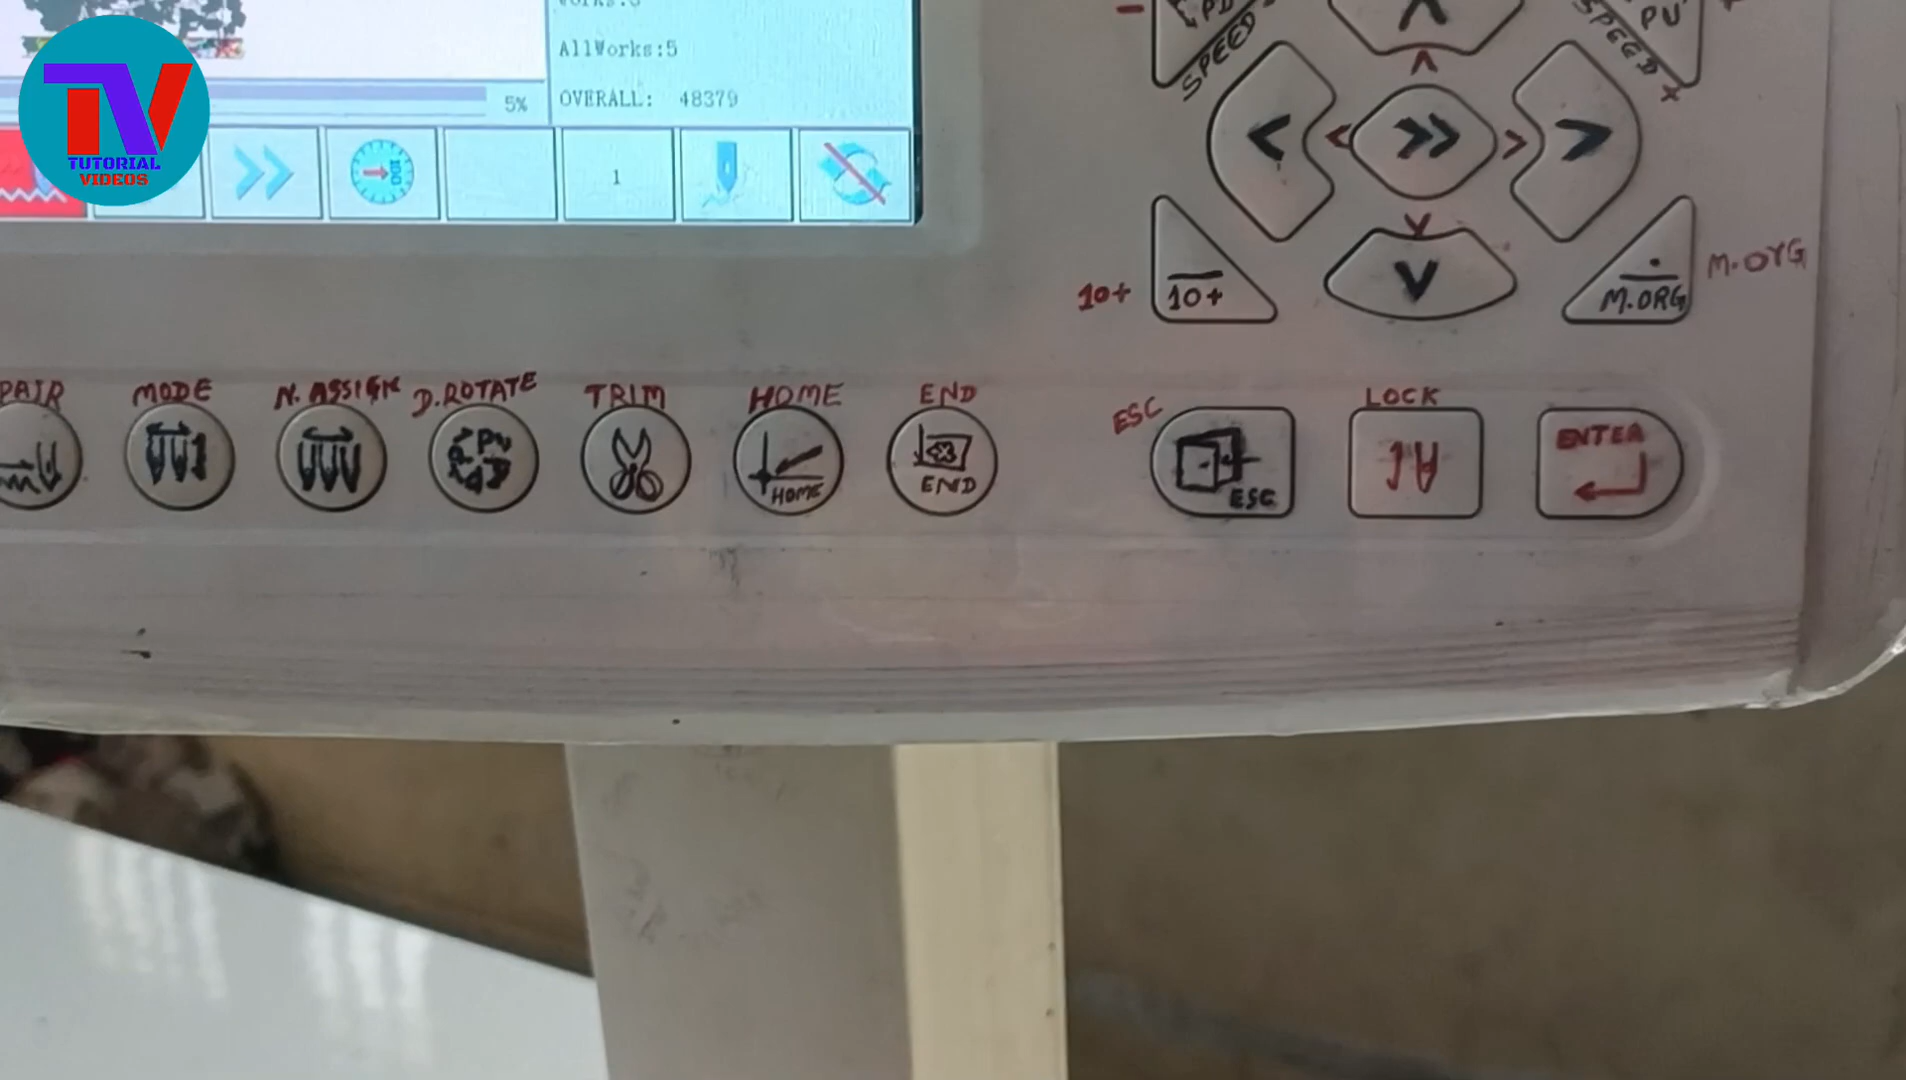 AllWorks:5
OVERALL: 48379
5%
1
TV
TUTORIAL
VIDEOS
SPEED -
PU
SPEED +
10+
10+
M.ORG
M.OYG
PAIR
MODE
N. ASSIGN
D.ROTATE
TRIM
HOME
HOME
END
END
ESC
ESC
LOCK
ENTER